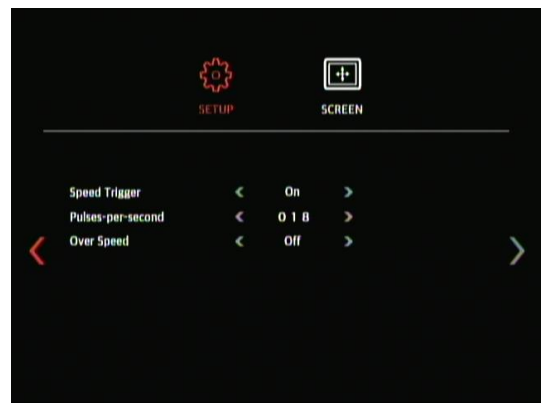 SETUP SCREEN
Speed Trigger < On >
Pulses-per-second < 0 1 8 >
Over Speed < Off >